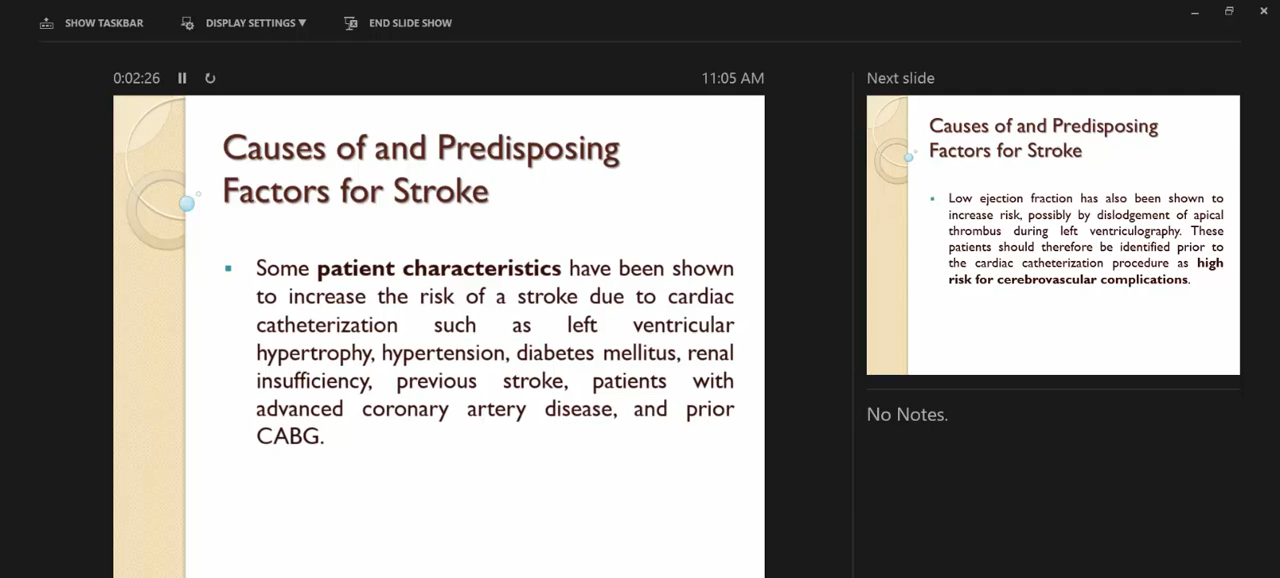 SHOW TASKBAR DISPLAY SETTINGS ▼ END SLIDE SHOW
0:02:26 11:05 AM
Causes of and Predisposing
Factors for Stroke
▪ Some patient characteristics have been shown
to increase the risk of a stroke due to cardiac
catheterization such as left ventricular
hypertrophy, hypertension, diabetes mellitus, renal
insufficiency, previous stroke, patients with
advanced coronary artery disease, and prior
CABG.
Next slide
Causes of and Predisposing
Factors for Stroke
▪ Low ejection fraction has also been shown to
increase risk, possibly by dislodgement of apical
thrombus during left ventriculography. These
patients should therefore be identified prior to
the cardiac catheterization procedure as high
risk for cerebrovascular complications.
No Notes.